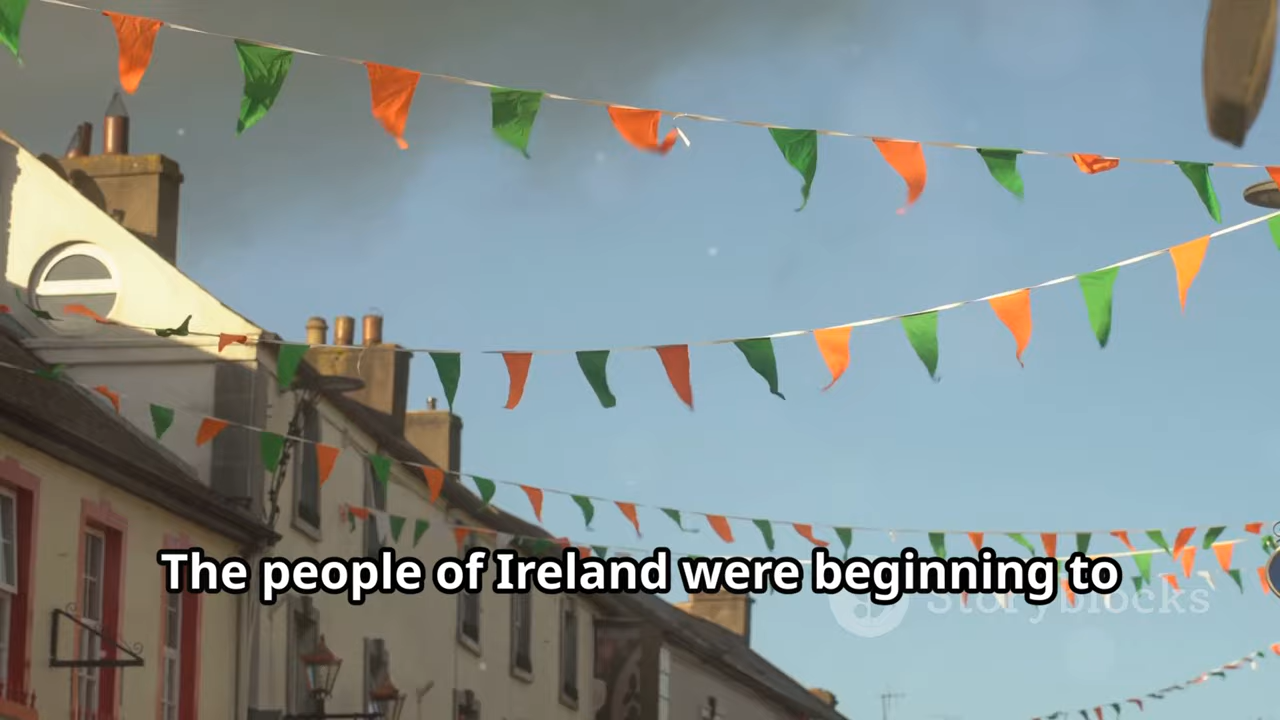 The people of Ireland were beginning to
Storyblocks